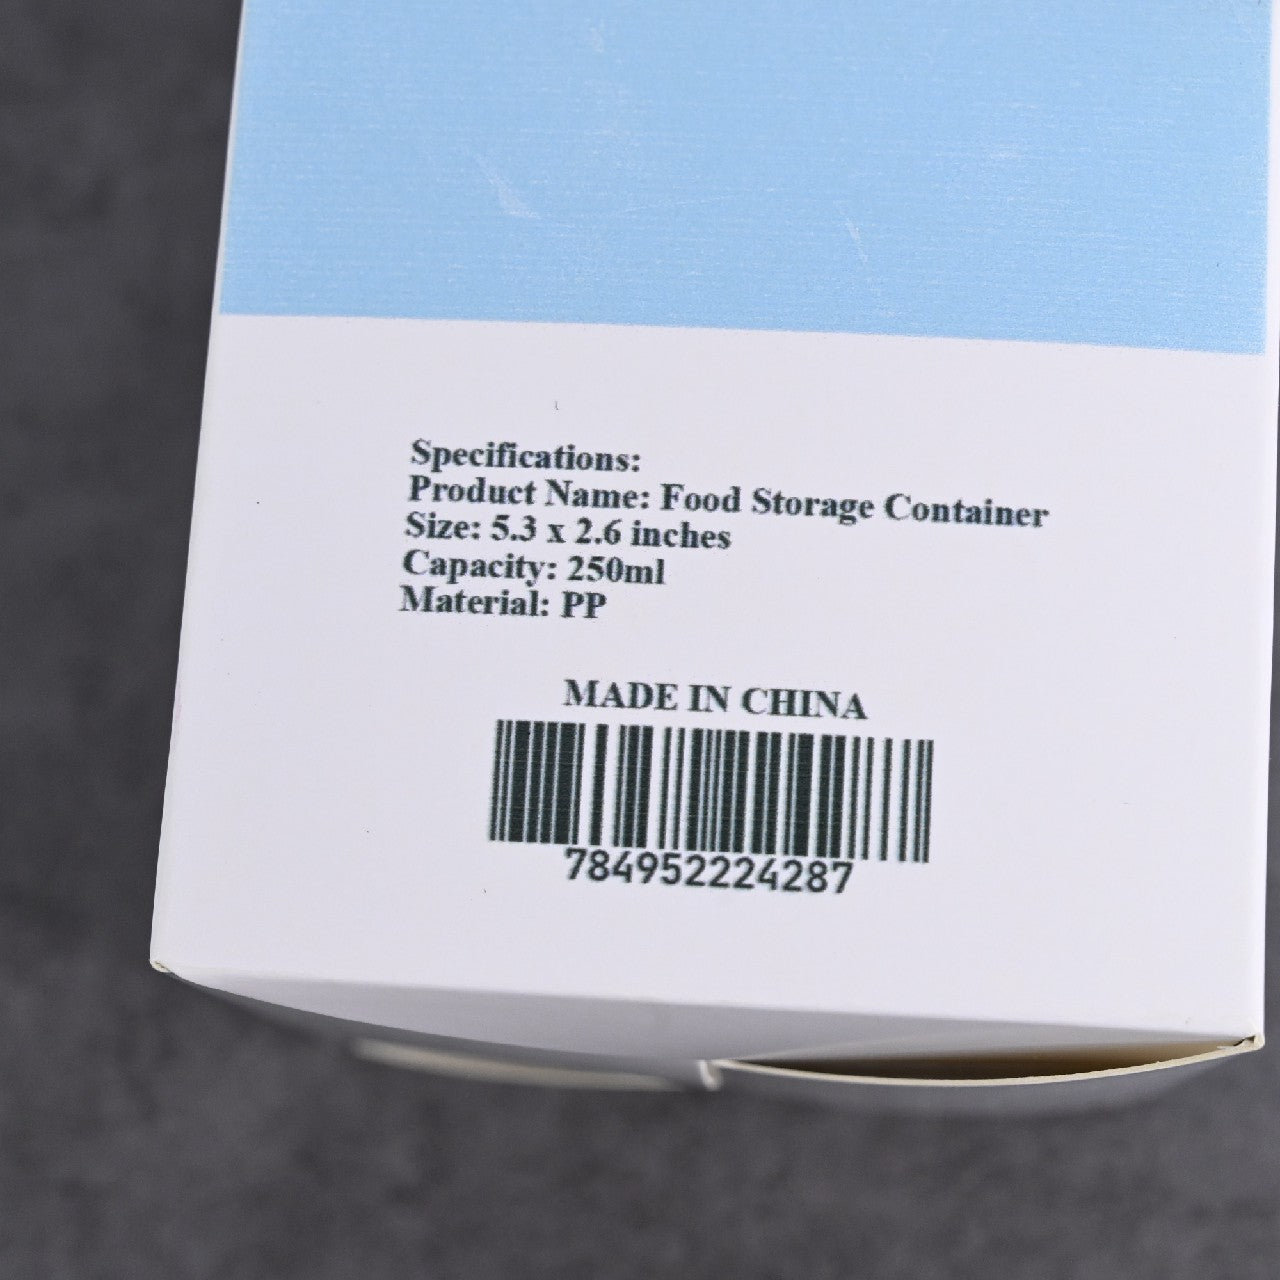 Specifications:
Product Name: Food Storage Container
Size: 5.3 x 2.6 inches
Capacity: 250ml
Material: PP
MADE IN CHINA
784952224287